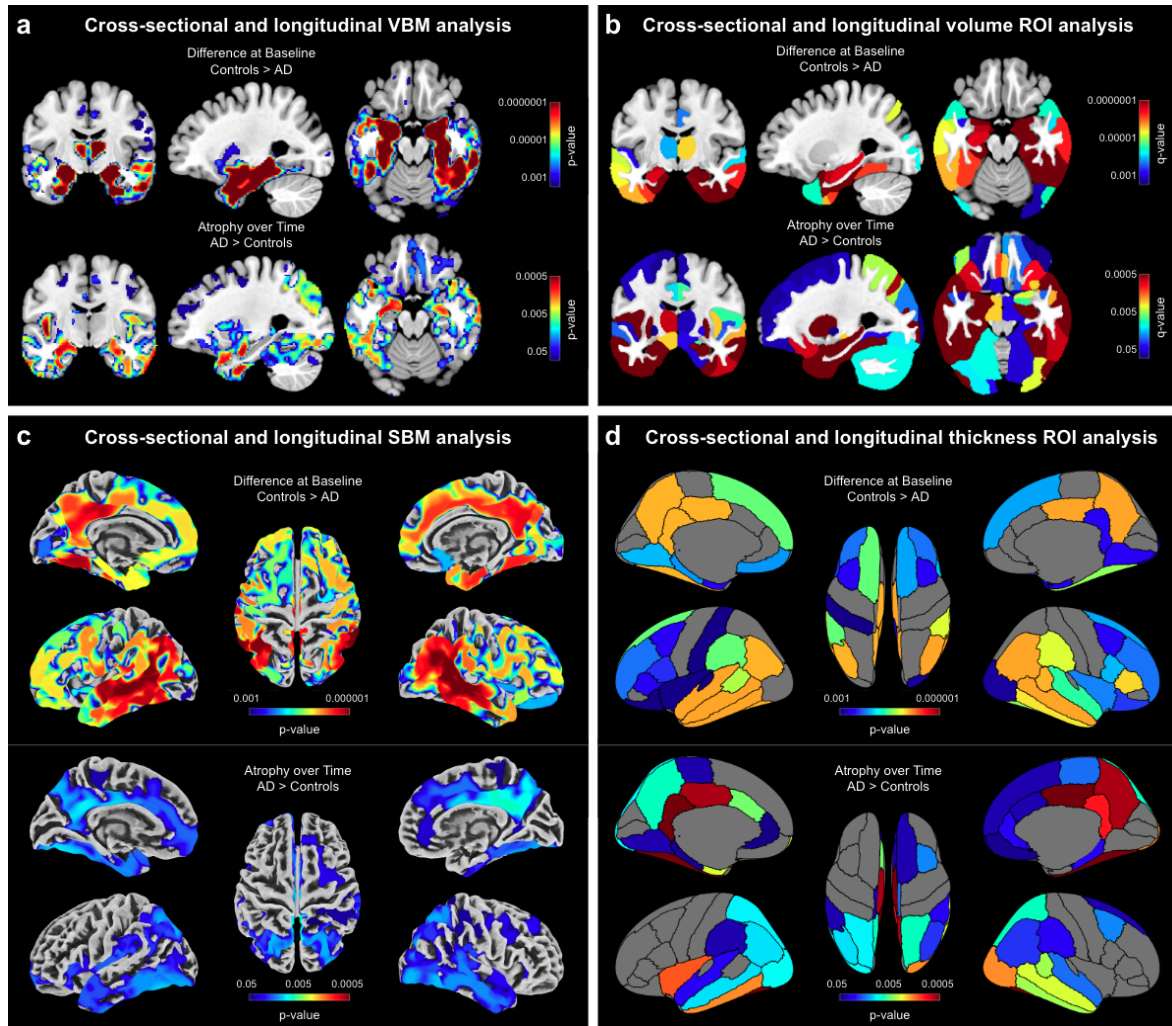 a Cross-sectional and longitudinal VBM analysis
Difference at Baseline
Controls > AD
0.0000001
0.00001
0.001
p-value
Atrophy over Time
AD > Controls
0.0005
0.005
0.05
p-value
b Cross-sectional and longitudinal volume ROI analysis
Difference at Baseline
Controls > AD
0.0000001
0.00001
0.001
q-value
Atrophy over Time
AD > Controls
0.0005
0.005
0.05
q-value
c Cross-sectional and longitudinal SBM analysis
Difference at Baseline
Controls > AD
0.001 0.000001
p-value
Atrophy over Time
AD > Controls
0.05 0.005 0.0005
p-value
d Cross-sectional and longitudinal thickness ROI analysis
Difference at Baseline
Controls > AD
0.001 0.000001
p-value
Atrophy over Time
AD > Controls
0.05 0.005 0.0005
p-value